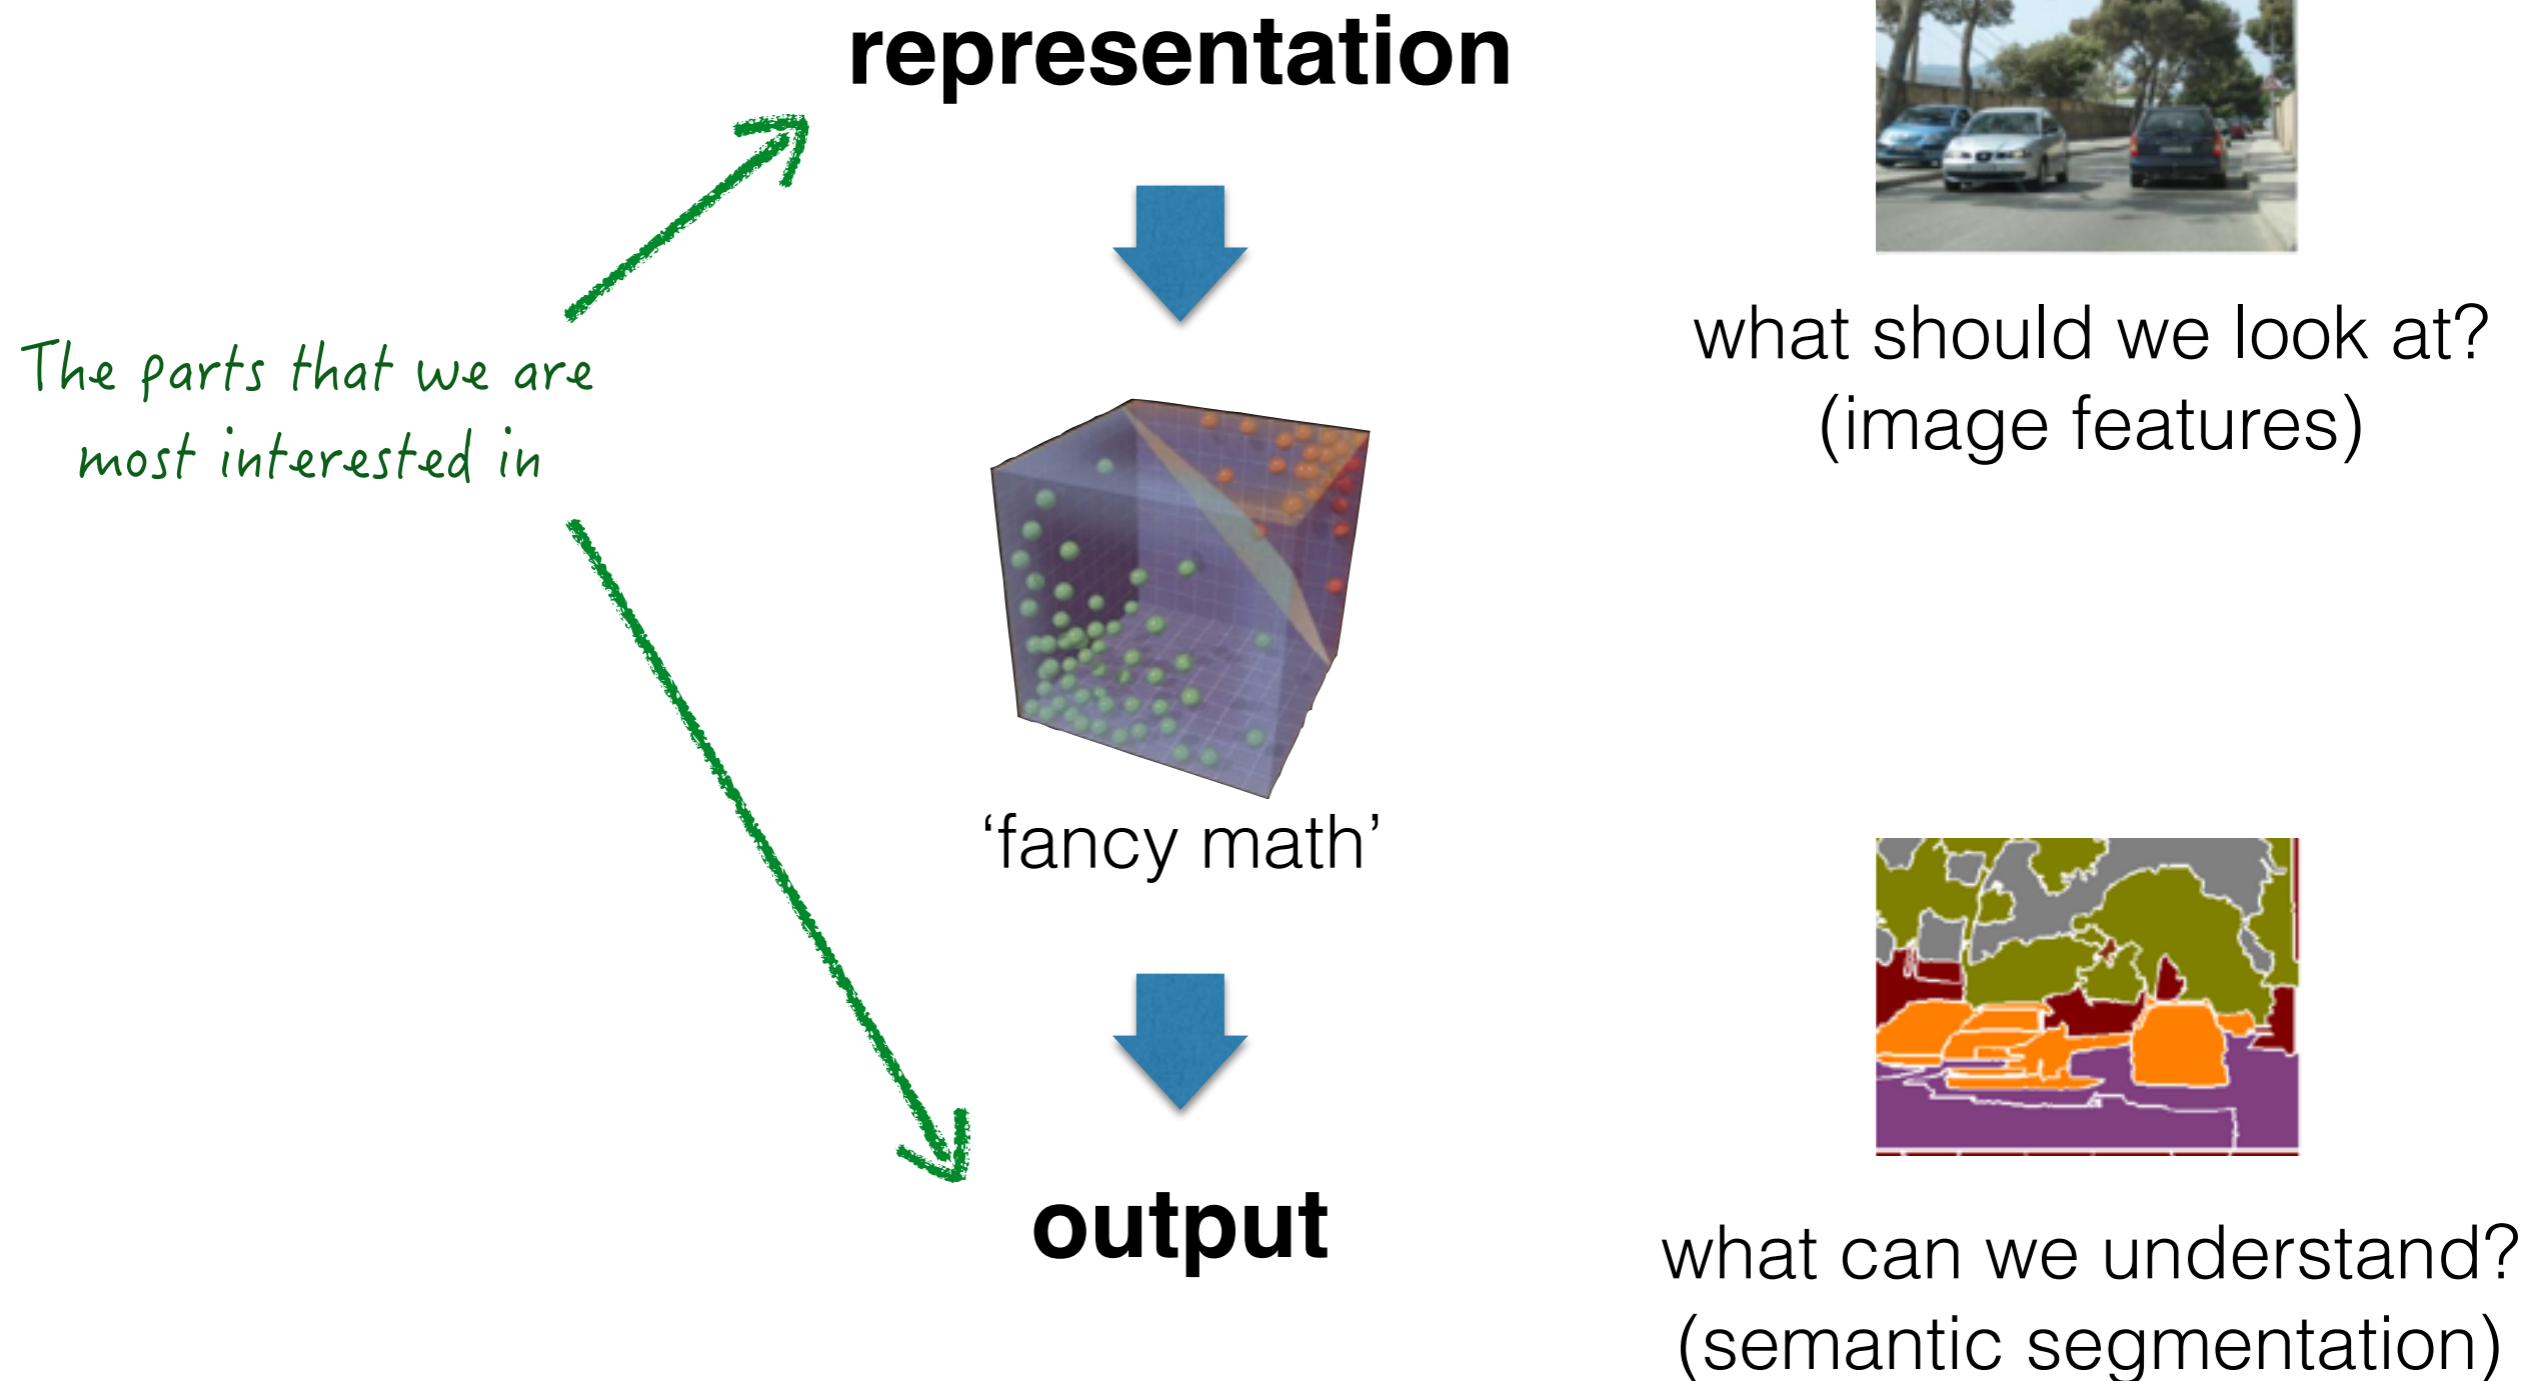 representation
The parts that we are
most interested in
what should we look at?
(image features)
‘fancy math’
output
what can we understand?
(semantic segmentation)